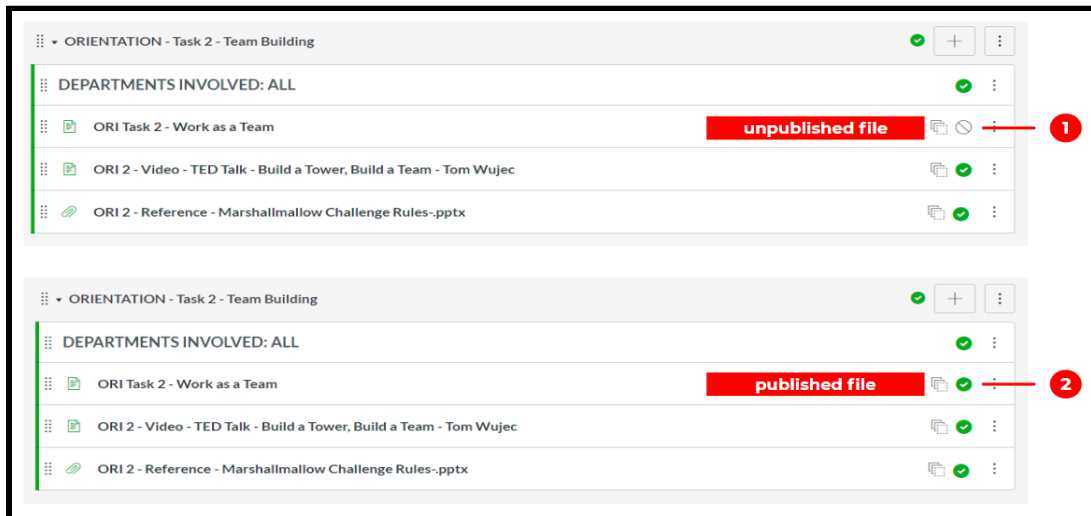 ORIENTATION - Task 2 - Team Building
DEPARTMENTS INVOLVED: ALL
ORI Task 2 - Work as a Team unpublished file 1
ORI 2 - Video - TED Talk - Build a Tower, Build a Team - Tom Wujec
ORI 2 - Reference - Marshallmallow Challenge Rules-.pptx
ORIENTATION - Task 2 - Team Building
DEPARTMENTS INVOLVED: ALL
ORI Task 2 - Work as a Team published file 2
ORI 2 - Video - TED Talk - Build a Tower, Build a Team - Tom Wujec
ORI 2 - Reference - Marshallmallow Challenge Rules-.pptx